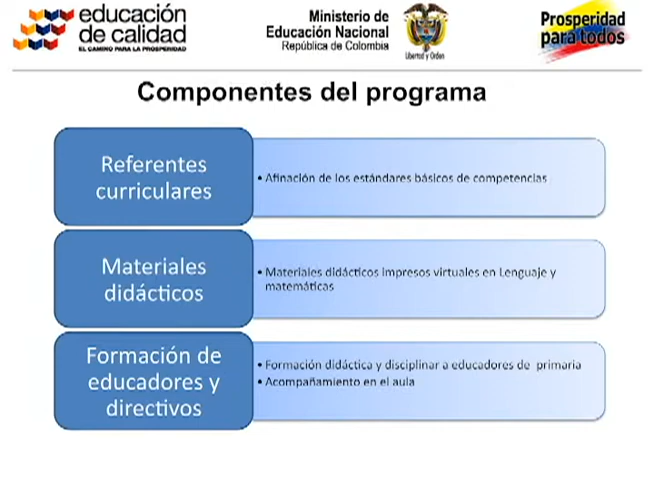 educación
de calidad
EL CAMINO PARA LA PROSPERIDAD
Ministerio de
Educación Nacional
República de Colombia
Libertad y Orden
Prosperidad
para todos
Componentes del programa
Referentes
curriculares
• Afinación de los estándares básicos de competencias
Materiales
didácticos
• Materiales didácticos impresos virtuales en Lenguaje y
matemáticas
Formación de
educadores y
directivos
• Formación didáctica y disciplinar a educadores de primaria
• Acompañamiento en el aula